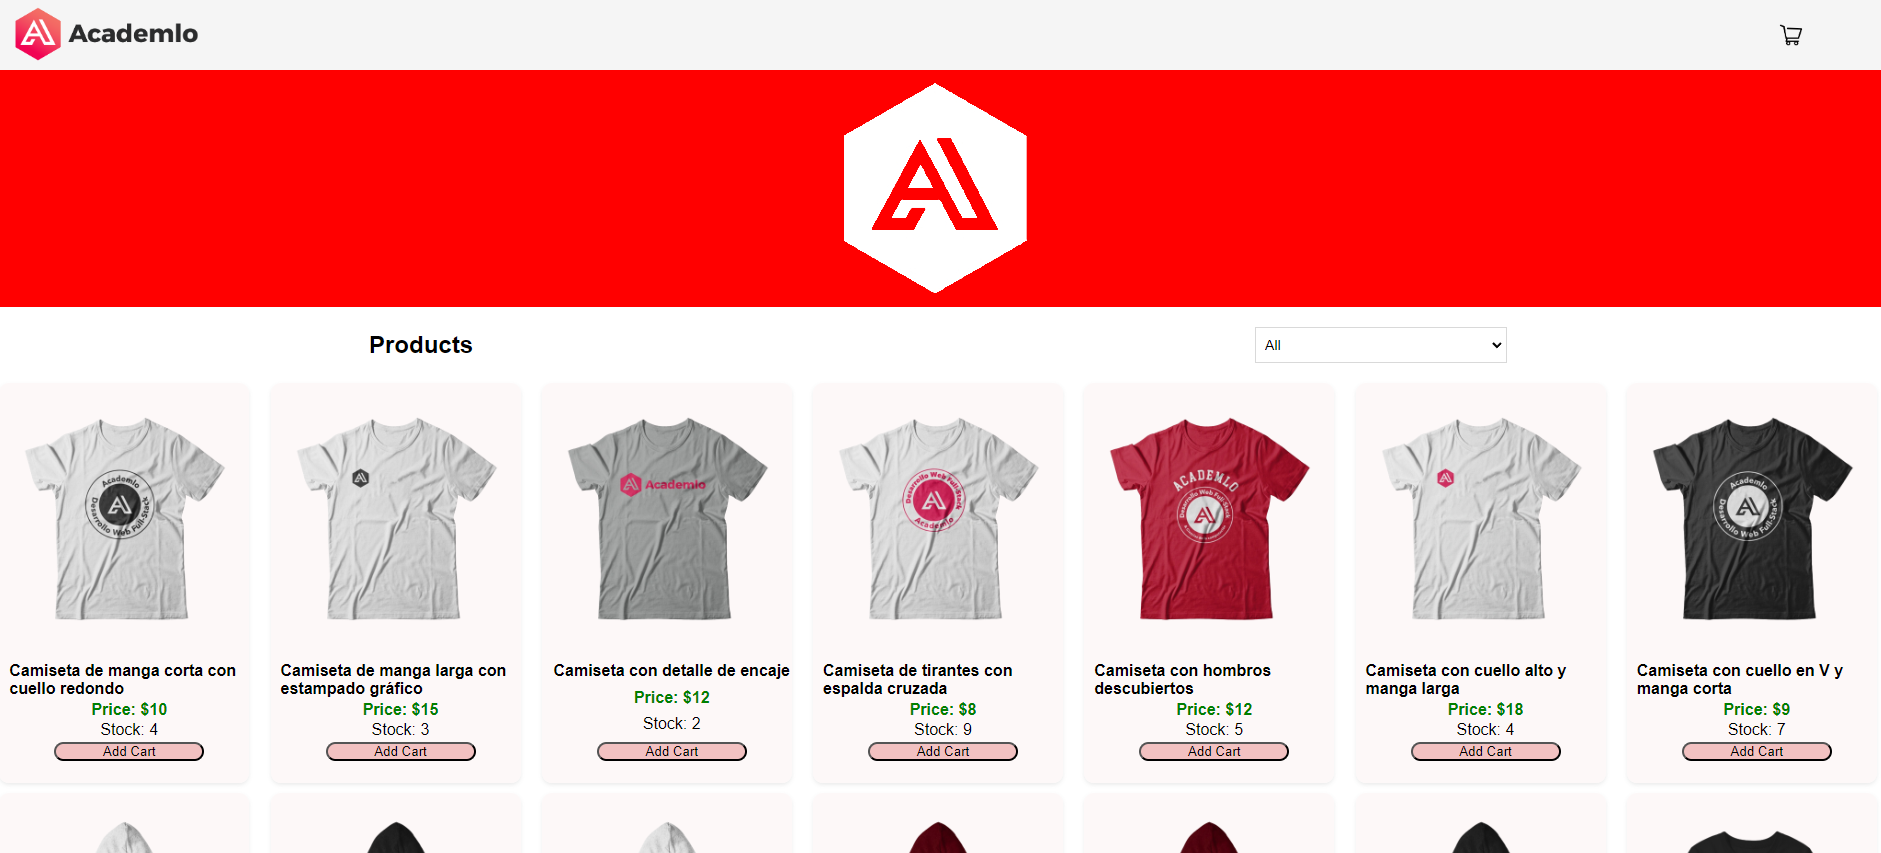 Academlo
Products
All
Academlo
Desarrollo Web Full-Stack
Academlo
Desarrollo Web Full-Stack
Academlo
ACADEMLO
Desarrollo Web Full-Stack
Academlo
Desarrollo Web Full-Stack
Camiseta de manga corta con
cuello redondo
Price: $10
Stock: 4
Add Cart
Camiseta de manga larga con
estampado gráfico
Price: $15
Stock: 3
Add Cart
Camiseta con detalle de encaje
Price: $12
Stock: 2
Add Cart
Camiseta de tirantes con
espalda cruzada
Price: $8
Stock: 9
Add Cart
Camiseta con hombros
descubiertos
Price: $12
Stock: 5
Add Cart
Camiseta con cuello alto y
manga larga
Price: $18
Stock: 4
Add Cart
Camiseta con cuello en V y
manga corta
Price: $9
Stock: 7
Add Cart